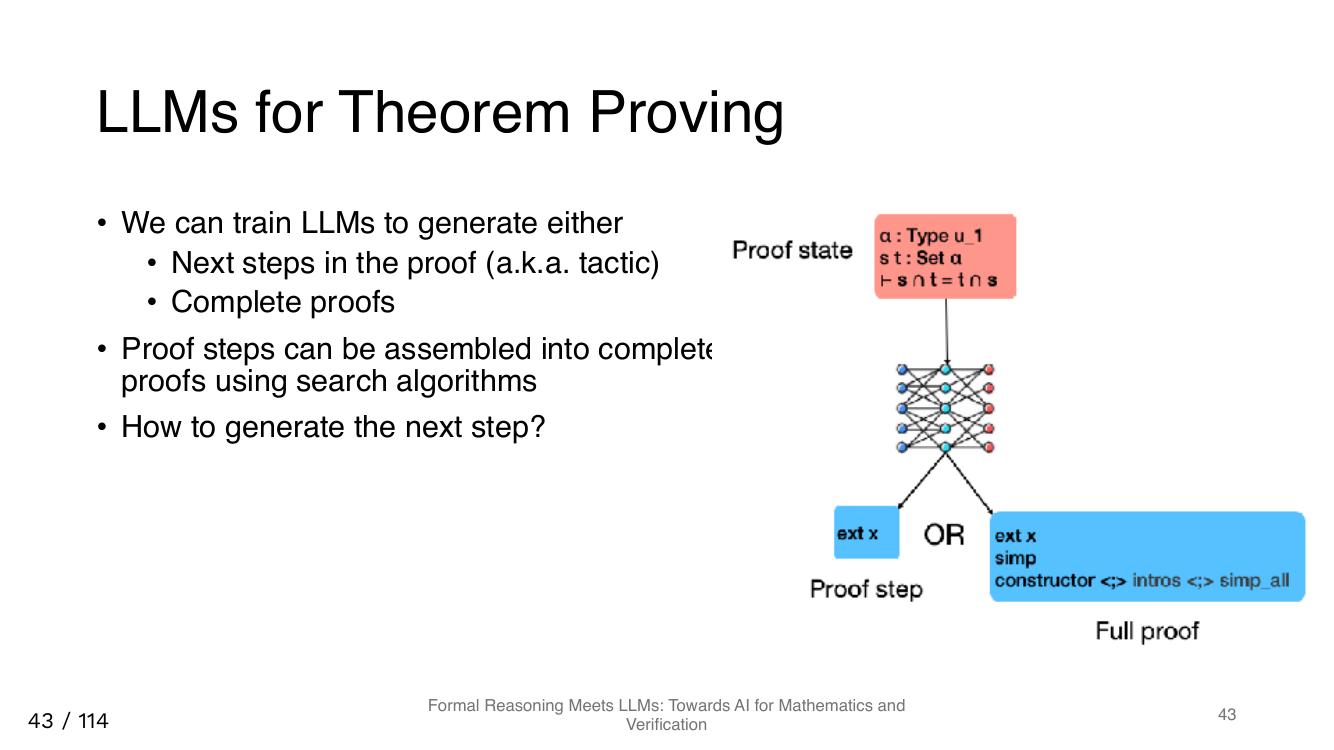 LLMs for Theorem Proving
• We can train LLMs to generate either
• Next steps in the proof (a.k.a. tactic)
• Complete proofs
• Proof steps can be assembled into complete
proofs using search algorithms
• How to generate the next step?
Proof state
α : Type u_1
s t : Set α
⊢ s ∩ t = t ∩ s
ext x
OR
ext x
simp
constructor <;> intros <;> simp_all
Proof step
Full proof
43 / 114
Formal Reasoning Meets LLMs: Towards AI for Mathematics and
Verification
43